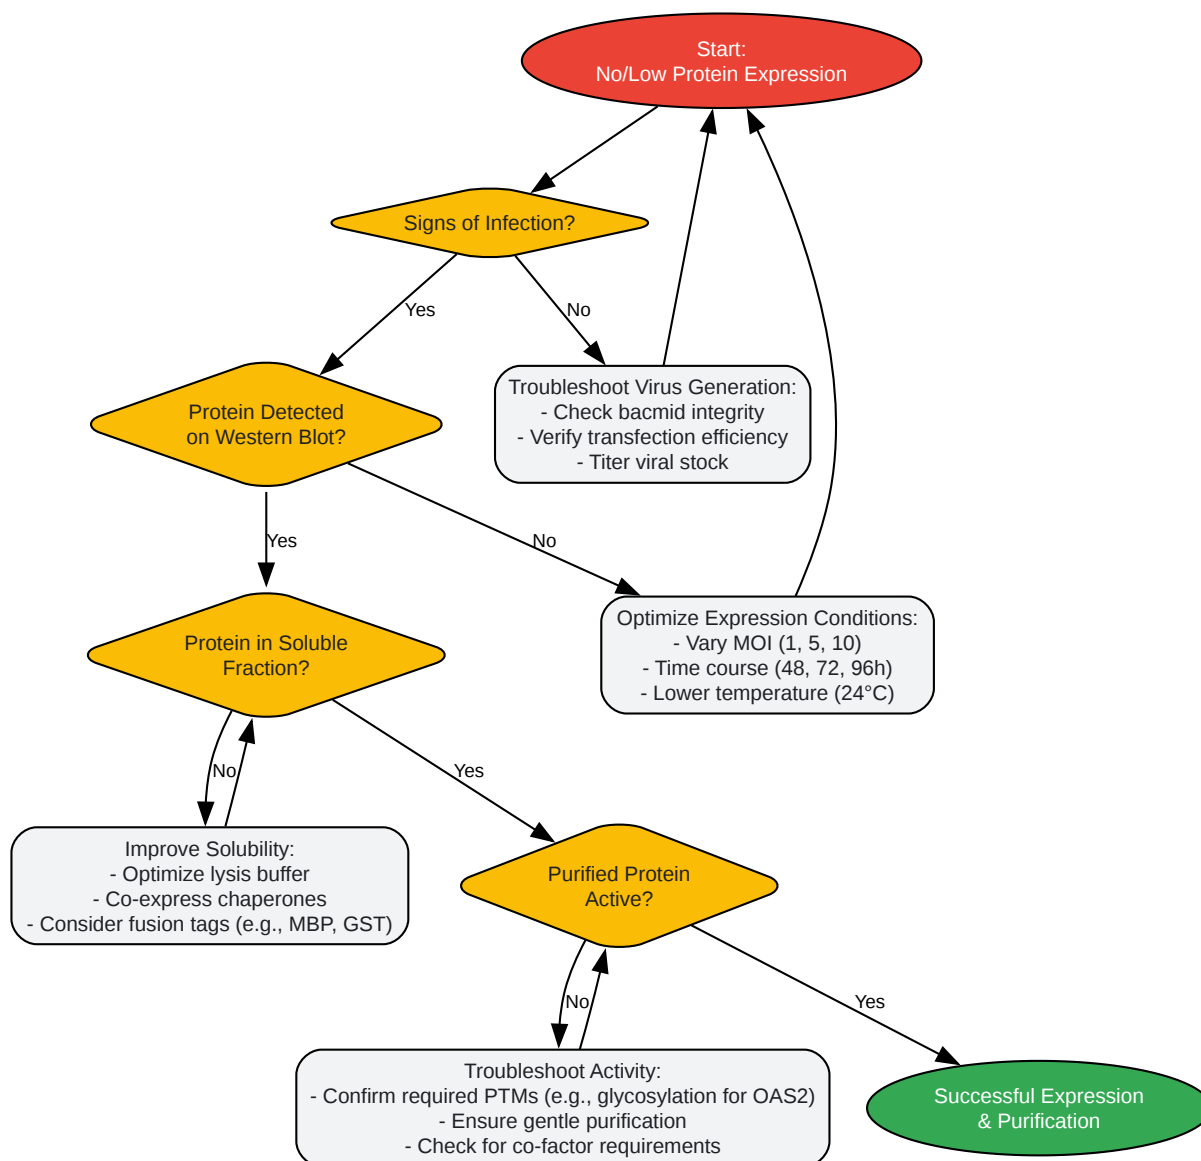 Start:
No/Low Protein Expression
Signs of Infection?
Yes
No
Troubleshoot Virus Generation:
- Check bacmid integrity
- Verify transfection efficiency
- Titer viral stock
Protein Detected
on Western Blot?
Yes
No
Optimize Expression Conditions:
- Vary MOI (1, 5, 10)
- Time course (48, 72, 96h)
- Lower temperature (24°C)
Protein in Soluble
Fraction?
No
Yes
Improve Solubility:
- Optimize lysis buffer
- Co-express chaperones
- Consider fusion tags (e.g., MBP, GST)
Purified Protein
Active?
No
Yes
Troubleshoot Activity:
- Confirm required PTMs (e.g., glycosylation for OAS2)
- Ensure gentle purification
- Check for co-factor requirements
Successful Expression
& Purification